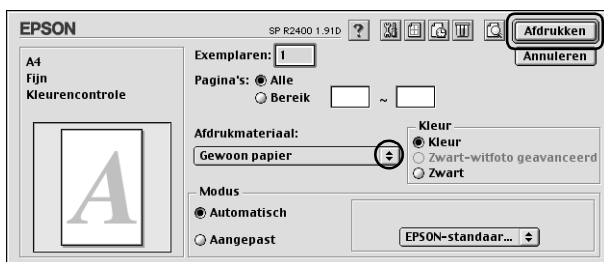 EPSON
SP R2400 1.91D
?
Afdrukken
A4
Fijn
Kleurencontrole
Exemplaren: 1
Annuleren
Pagina's: Alle
Bereik ~
Afdrukmateriaal:
Gewoon papier
Kleur
Kleur
Zwart-witfoto geavanceerd
Zwart
A
Modus
Automatisch
Aangepast
EPSON-standaar...